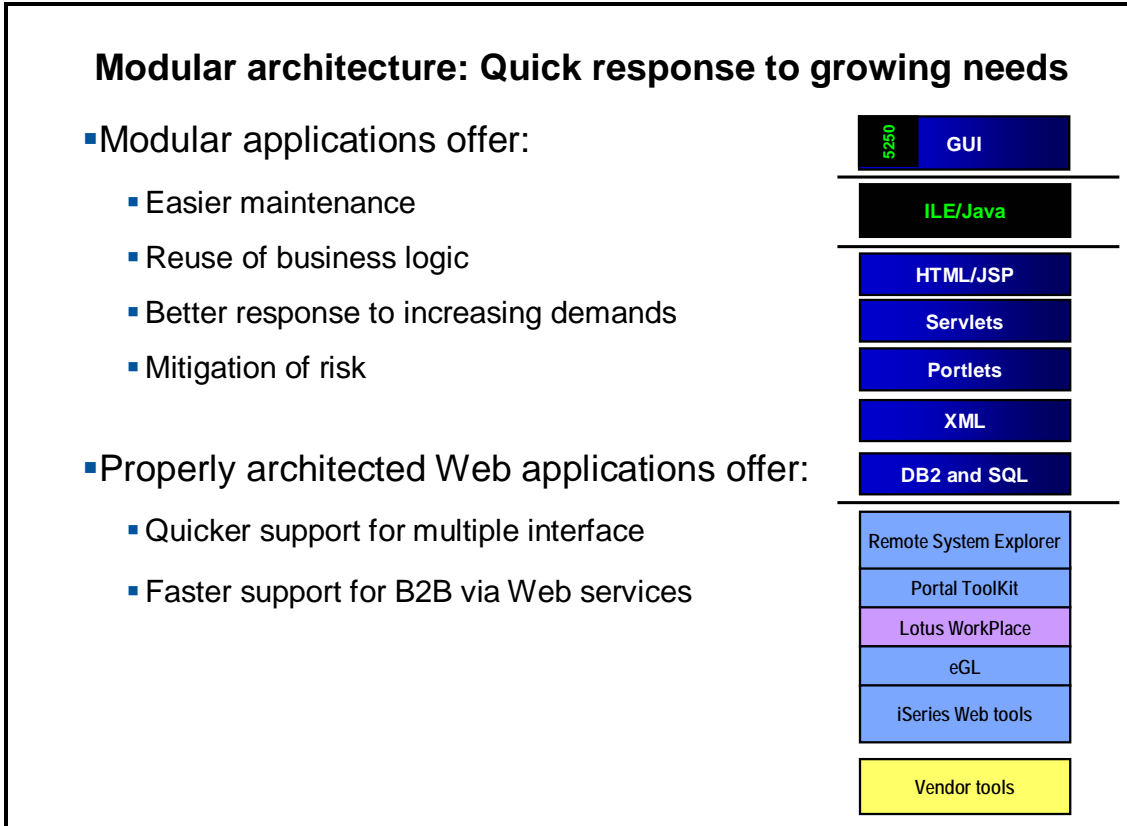 Modular architecture: Quick response to growing needs
▪Modular applications offer:
▪Easier maintenance
▪Reuse of business logic
▪Better response to increasing demands
▪Mitigation of risk
▪Properly architected Web applications offer:
▪Quicker support for multiple interface
▪Faster support for B2B via Web services
5250
GUI
ILE/Java
HTML/JSP
Servlets
Portlets
XML
DB2 and SQL
Remote System Explorer
Portal ToolKit
Lotus WorkPlace
eGL
iSeries Web tools
Vendor tools